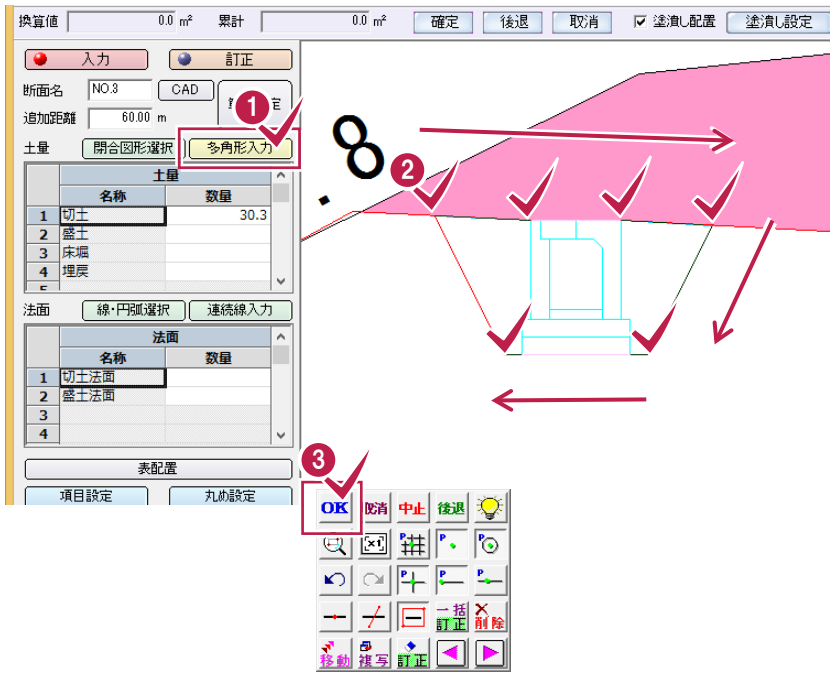 換算値 0.0 m² 累計 0.0 m² 確定 後退 取消 塗潰し配置 塗潰し設定
入力 訂正
断面名 NO.3 CAD
定
追加距離 60.00 m
1
土量 閉合図形選択 多角形入力
土量
名称 数量
1 切土 30.3
2 盛土
3 床堀
4 埋戻
5
法面 線・円弧選択 連続線入力
法面
名称 数量
1 切土法面
2 盛土法面
3
4
表配置
項目設定 丸め設定
.8
2
3
OK 取消 中止 後退
×1 P P P
P P P
一括訂正 削除
移動 複写 訂正